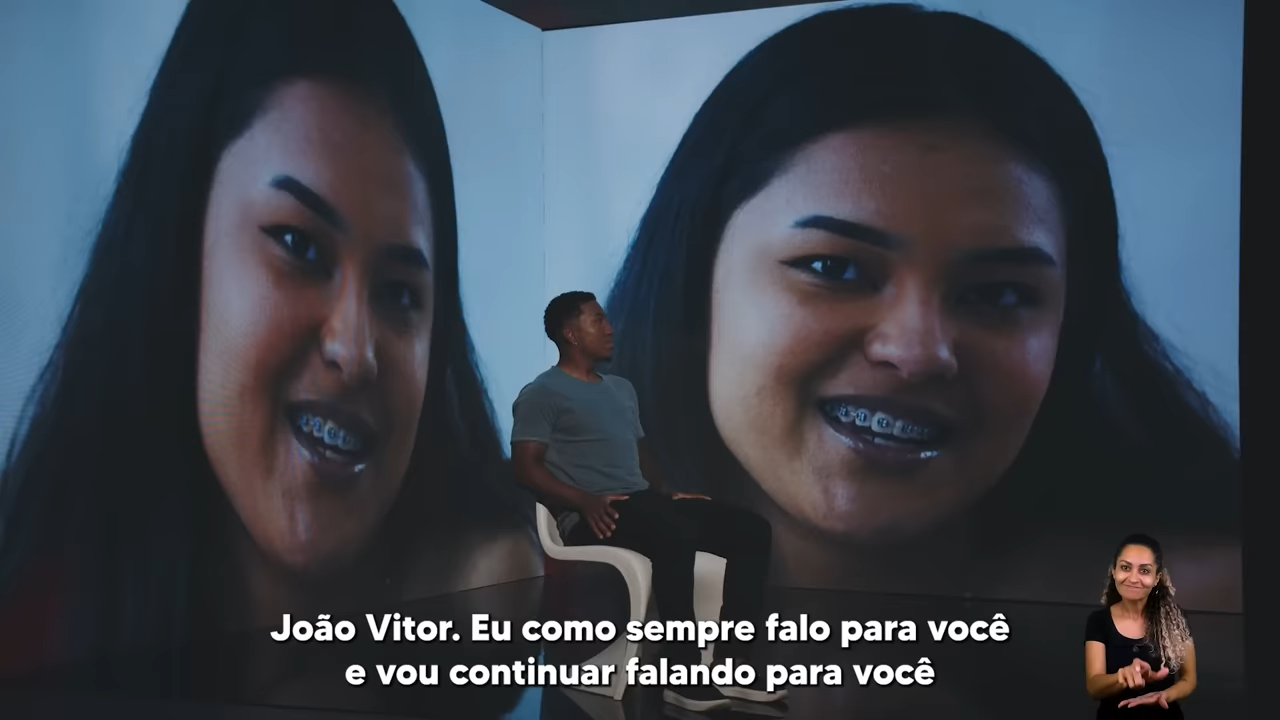 João Vitor. Eu como sempre falo para você
e vou continuar falando para você